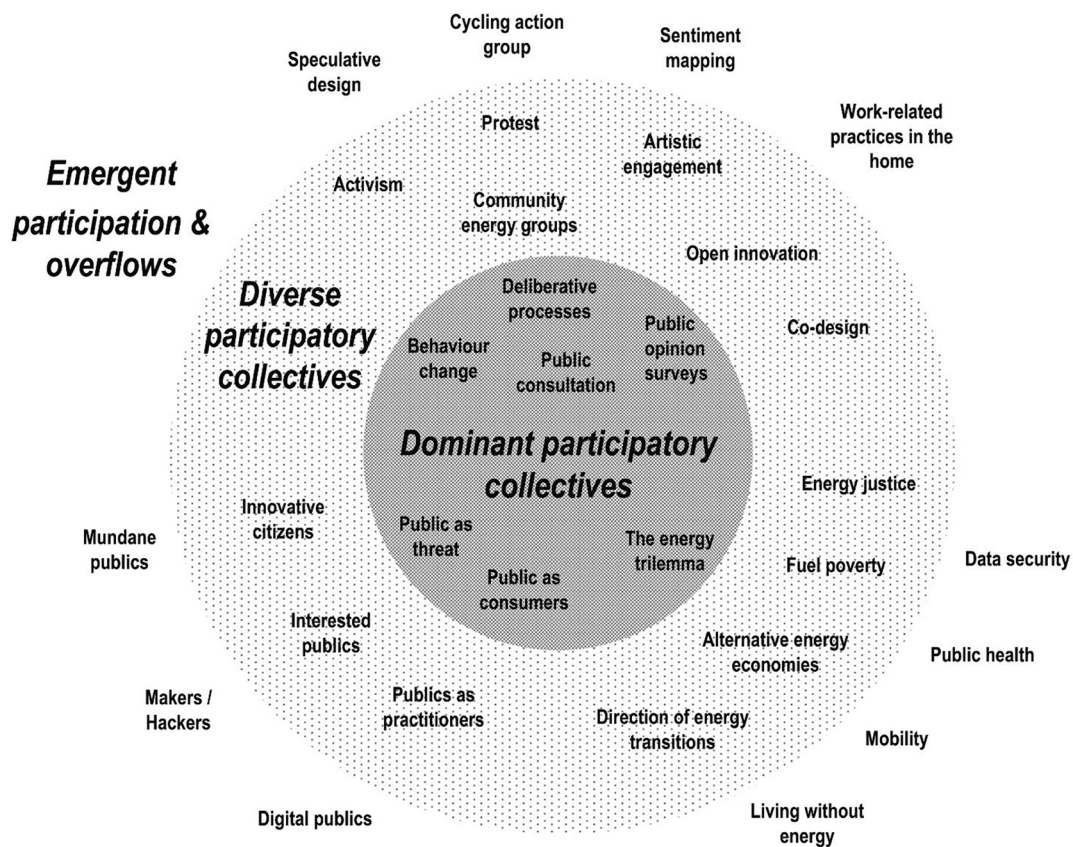 Cycling action
group
Sentiment
mapping
Speculative
design
Work-related
practices in the
home
Protest
Artistic
engagement
Activism
Emergent
participation &
overflows
Community
energy groups
Open innovation
Diverse
participatory
collectives
Deliberative
processes
Public
opinion
surveys
Co-design
Behaviour
change
Public
consultation
Dominant participatory
collectives
Energy justice
Innovative
citizens
Public as
threat
The energy
trilemma
Mundane
publics
Data security
Fuel poverty
Public as
consumers
Interested
publics
Alternative energy
economies
Public health
Makers /
Hackers
Publics as
practitioners
Direction of energy
transitions
Mobility
Digital publics
Living without
energy